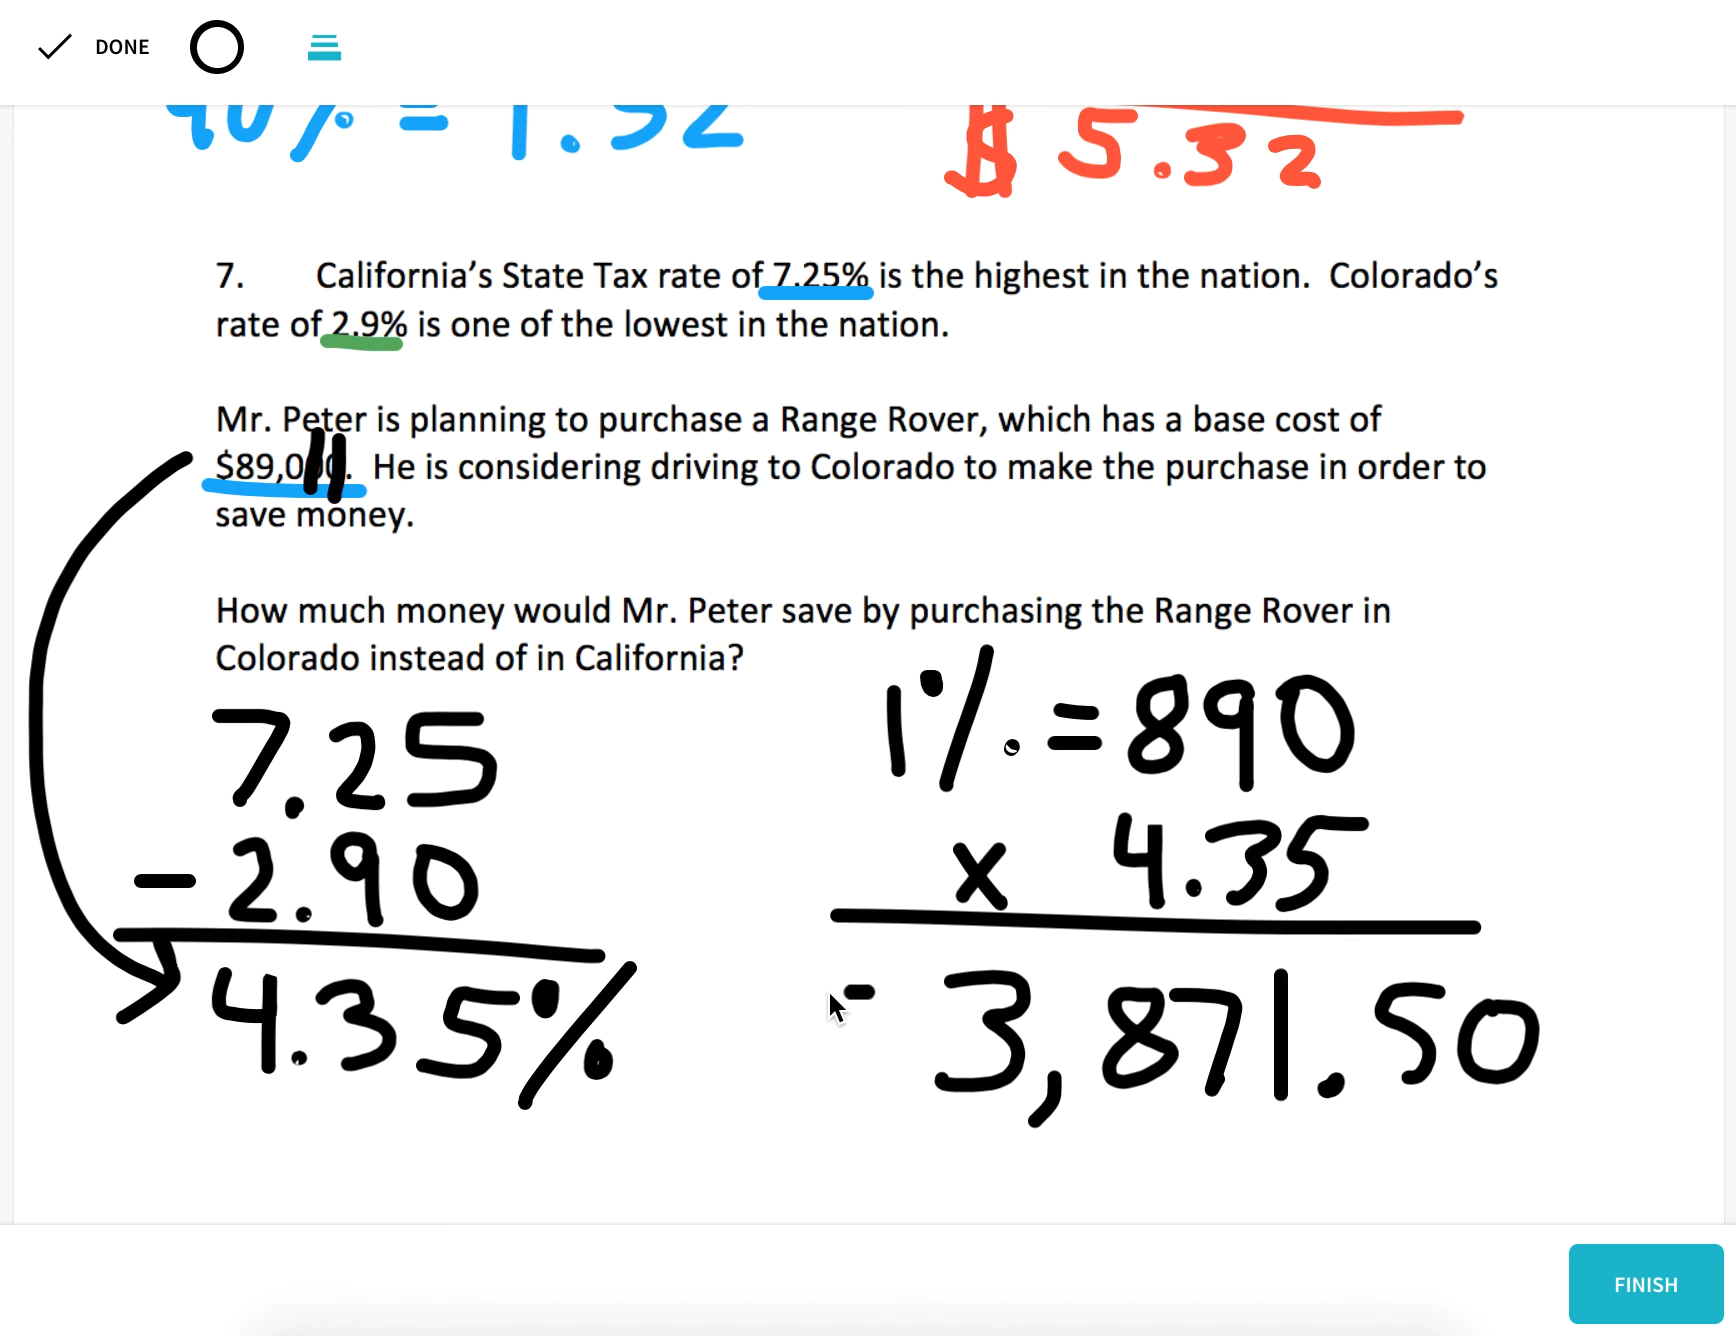 DONE
40% = 1.52
$ 5.32
7. California's State Tax rate of 7.25% is the highest in the nation. Colorado's
rate of 2.9% is one of the lowest in the nation.
Mr. Peter is planning to purchase a Range Rover, which has a base cost of
$89,000. He is considering driving to Colorado to make the purchase in order to
save money.
How much money would Mr. Peter save by purchasing the Range Rover in
Colorado instead of in California?
7.25
- 2.90
4.35%
1% = 890
x 4.35
- 3,871.50
FINISH